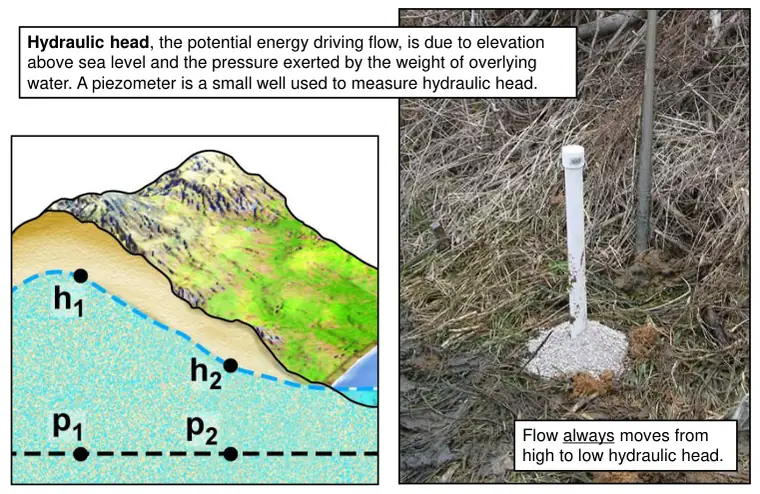 Hydraulic head, the potential energy driving flow, is due to elevation
above sea level and the pressure exerted by the weight of overlying
water. A piezometer is a small well used to measure hydraulic head.
h1
h2
p1
p2
Flow always moves from
high to low hydraulic head.